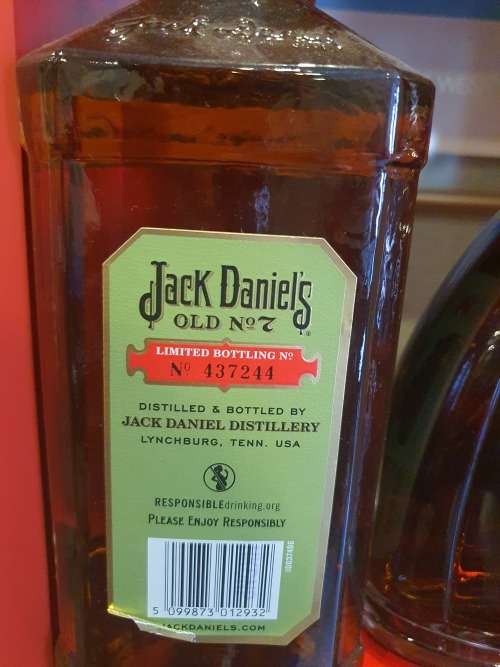 Jack Daniel's
OLD Nº7
LIMITED BOTTLING Nº
Nº 437244
DISTILLED & BOTTLED BY
JACK DANIEL DISTILLERY
LYNCHBURG, TENN. USA
RESPONSIBLEdrinking.org
PLEASE ENJOY RESPONSIBLY
5 099873 012932
JACKDANIELS.COM